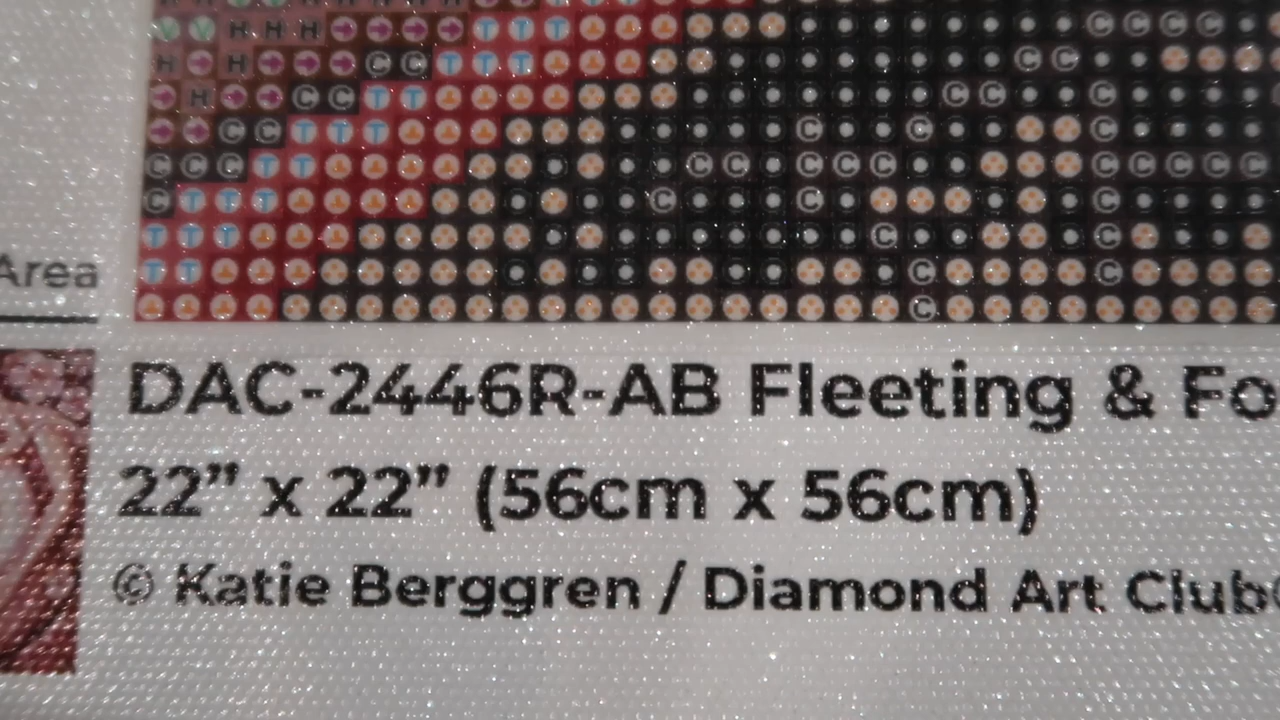 Area
DAC-2446R-AB Fleeting & Fo
22” x 22” (56cm x 56cm)
© Katie Berggren / Diamond Art Club